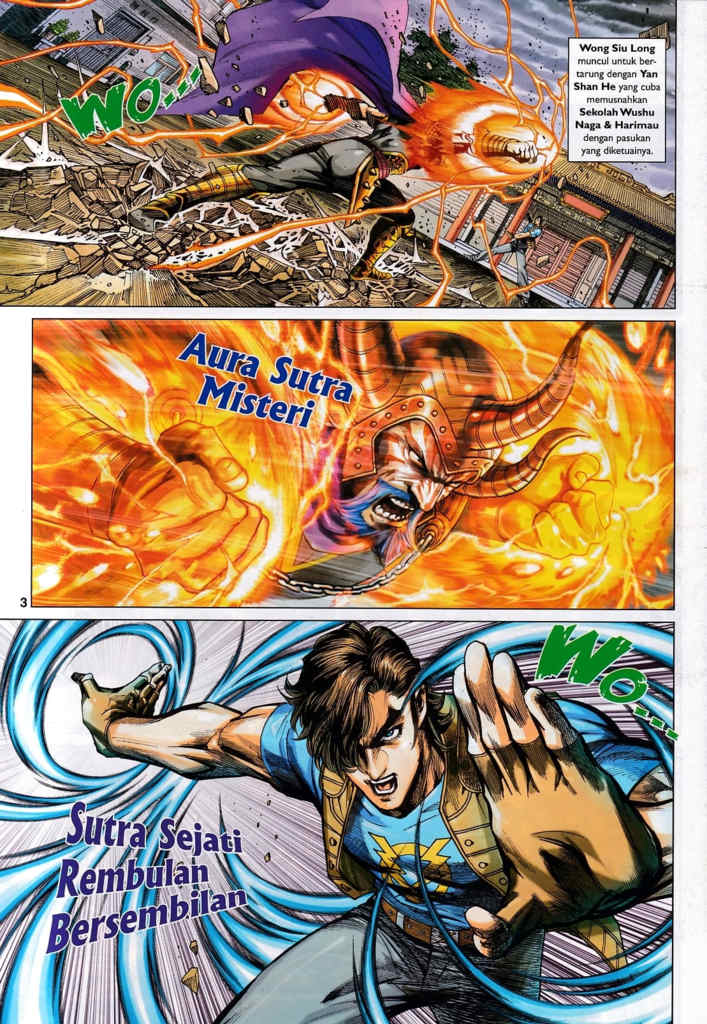 Wong Siu Long
muncul untuk ber-
tarung dengan Yan
Shan He yang cuba
memusnahkan
Sekolah Wushu
Naga & Harimau
dengan pasukan
yang diketuainya.
WO...
Aura Sutra
Misteri
3
WO...
Sutra Sejati
Rembulan
Bersembilan